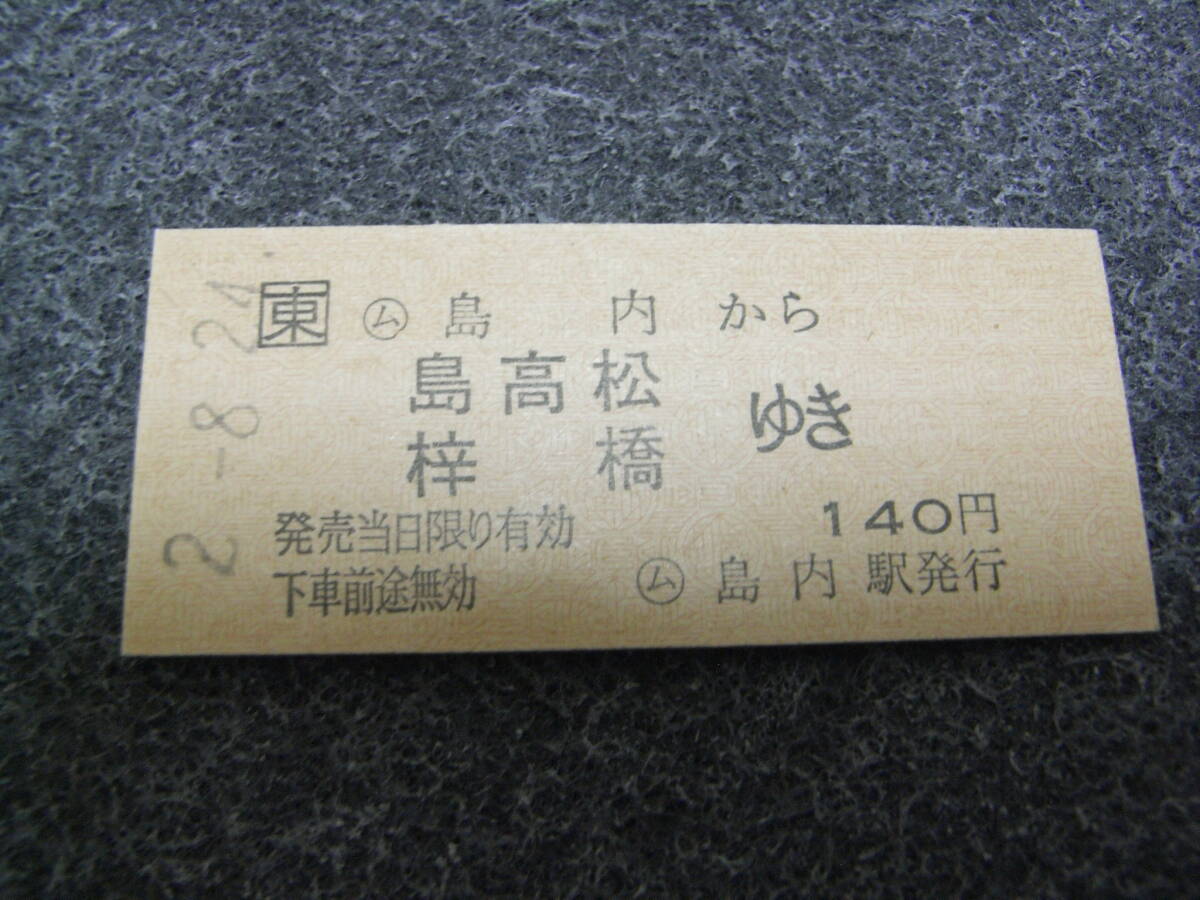 2.-8.24
東 ㋰ 島 内 から
島高松
梓 橋
ゆき
発売当日限り有効 140円
下車前途無効 ㋰ 島 内 駅発行